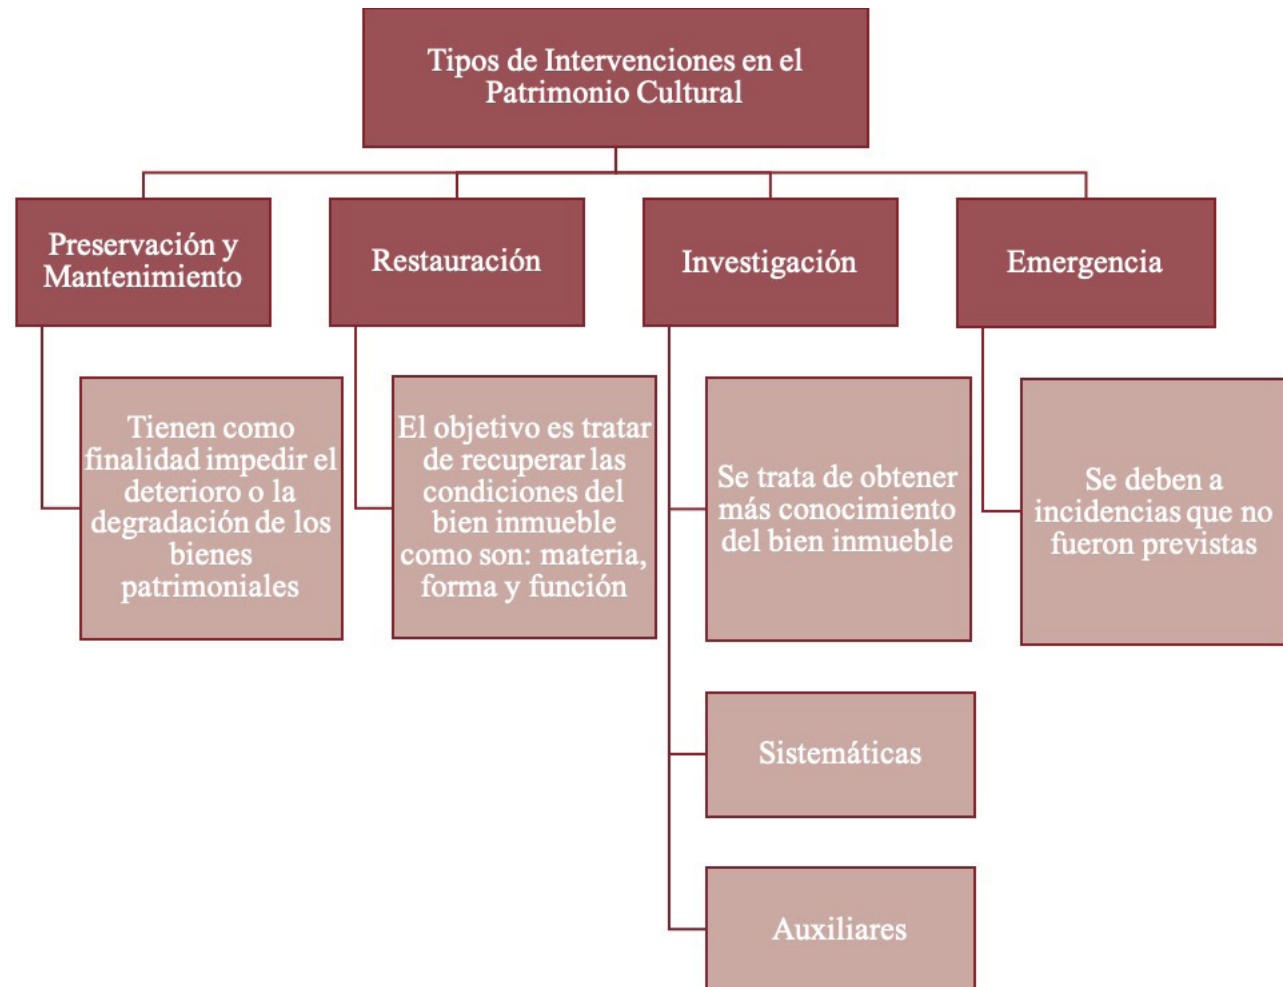 Tipos de Intervenciones en el
Patrimonio Cultural
Preservación y
Mantenimiento
Restauración
Investigación
Emergencia
Tienen como
finalidad impedir el
deterioro o la
degradación de los
bienes
patrimoniales
El objetivo es tratar
de recuperar las
condiciones del
bien inmueble
como son: materia,
forma y función
Se trata de obtener
más conocimiento
del bien inmueble
Se deben a
incidencias que no
fueron previstas
Sistemáticas
Auxiliares